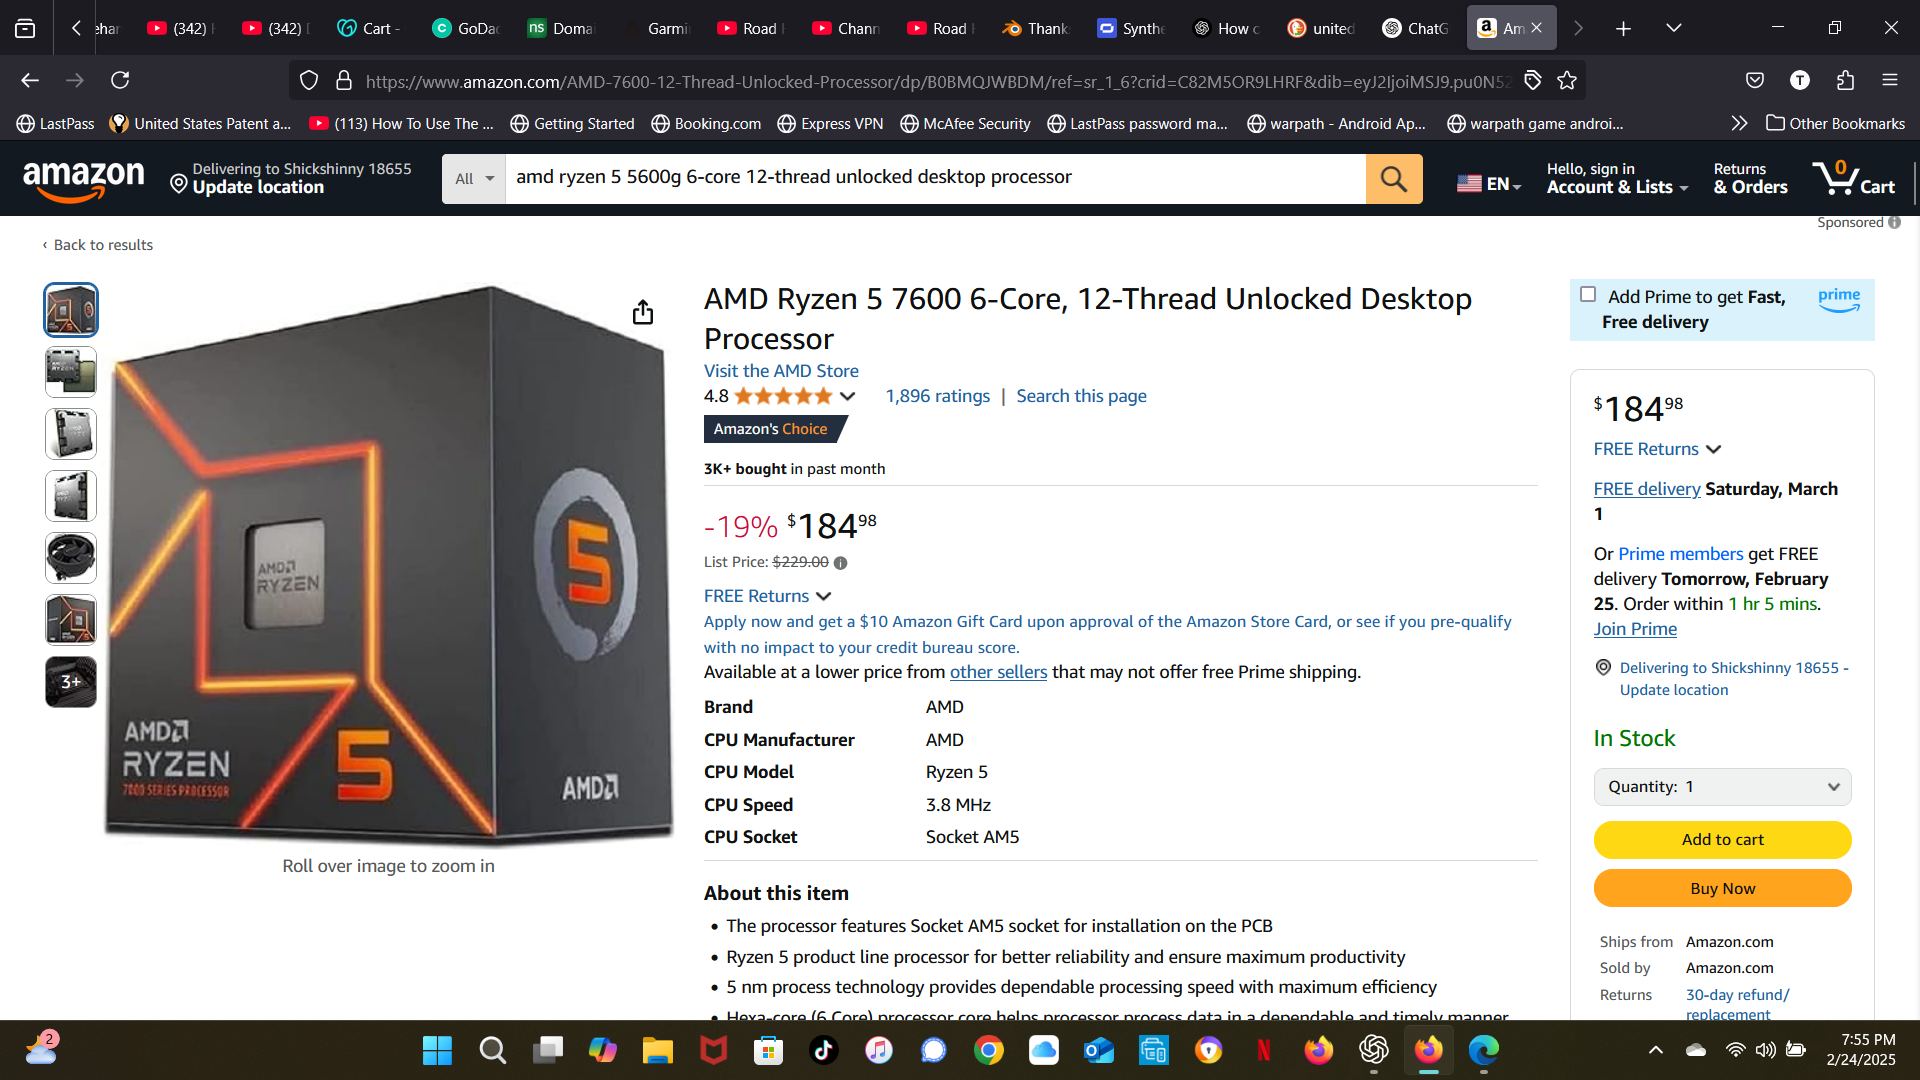 ehar
(342)
(342)
Cart -
GoDac
Domai
Garmi
Road
Chann
Road
Thank
Synthe
How c
united
ChatG
Am
https://www.amazon.com/AMD-7600-12-Thread-Unlocked-Processor/dp/B0BMQJWBDM/ref=sr_1_6?crid=C82M5OR9LHRF&dib=eyJ2IjoiMSJ9.pu0N52
T
LastPass
United States Patent a...
(113) How To Use The ...
Getting Started
Booking.com
Express VPN
McAfee Security
LastPass password ma...
warpath - Android Ap...
warpath game androi...
Other Bookmarks
amazon
Delivering to Shickshinny 18655
Update location
All
amd ryzen 5 5600g 6-core 12-thread unlocked desktop processor
EN
Hello, sign in
Account & Lists
Returns
& Orders
0
Cart
Sponsored
‹ Back to results
3+
AMD
RYZEN
5
AMD
RYZEN
7000 SERIES PROCESSOR
5
AMD
Roll over image to zoom in
AMD Ryzen 5 7600 6-Core, 12-Thread Unlocked Desktop
Processor
Visit the AMD Store
4.8
1,896 ratings | Search this page
Amazon's Choice
3K+ bought in past month
-19% $184 98
List Price: $229.00
FREE Returns
Apply now and get a $10 Amazon Gift Card upon approval of the Amazon Store Card, or see if you pre-qualify
with no impact to your credit bureau score.
Available at a lower price from other sellers that may not offer free Prime shipping.
Brand AMD
CPU Manufacturer AMD
CPU Model Ryzen 5
CPU Speed 3.8 MHz
CPU Socket Socket AM5
About this item
• The processor features Socket AM5 socket for installation on the PCB
• Ryzen 5 product line processor for better reliability and ensure maximum productivity
• 5 nm process technology provides dependable processing speed with maximum efficiency
• Hexa-core (6 Core) processor core helps processor process data in a dependable and timely manner
Add Prime to get Fast,
Free delivery
prime
$184 98
FREE Returns
FREE delivery Saturday, March
1
Or Prime members get FREE
delivery Tomorrow, February
25. Order within 1 hr 5 mins.
Join Prime
Delivering to Shickshinny 18655 -
Update location
In Stock
Quantity: 1
Add to cart
Buy Now
Ships from Amazon.com
Sold by Amazon.com
Returns 30-day refund/
replacement
2
7:55 PM
2/24/2025